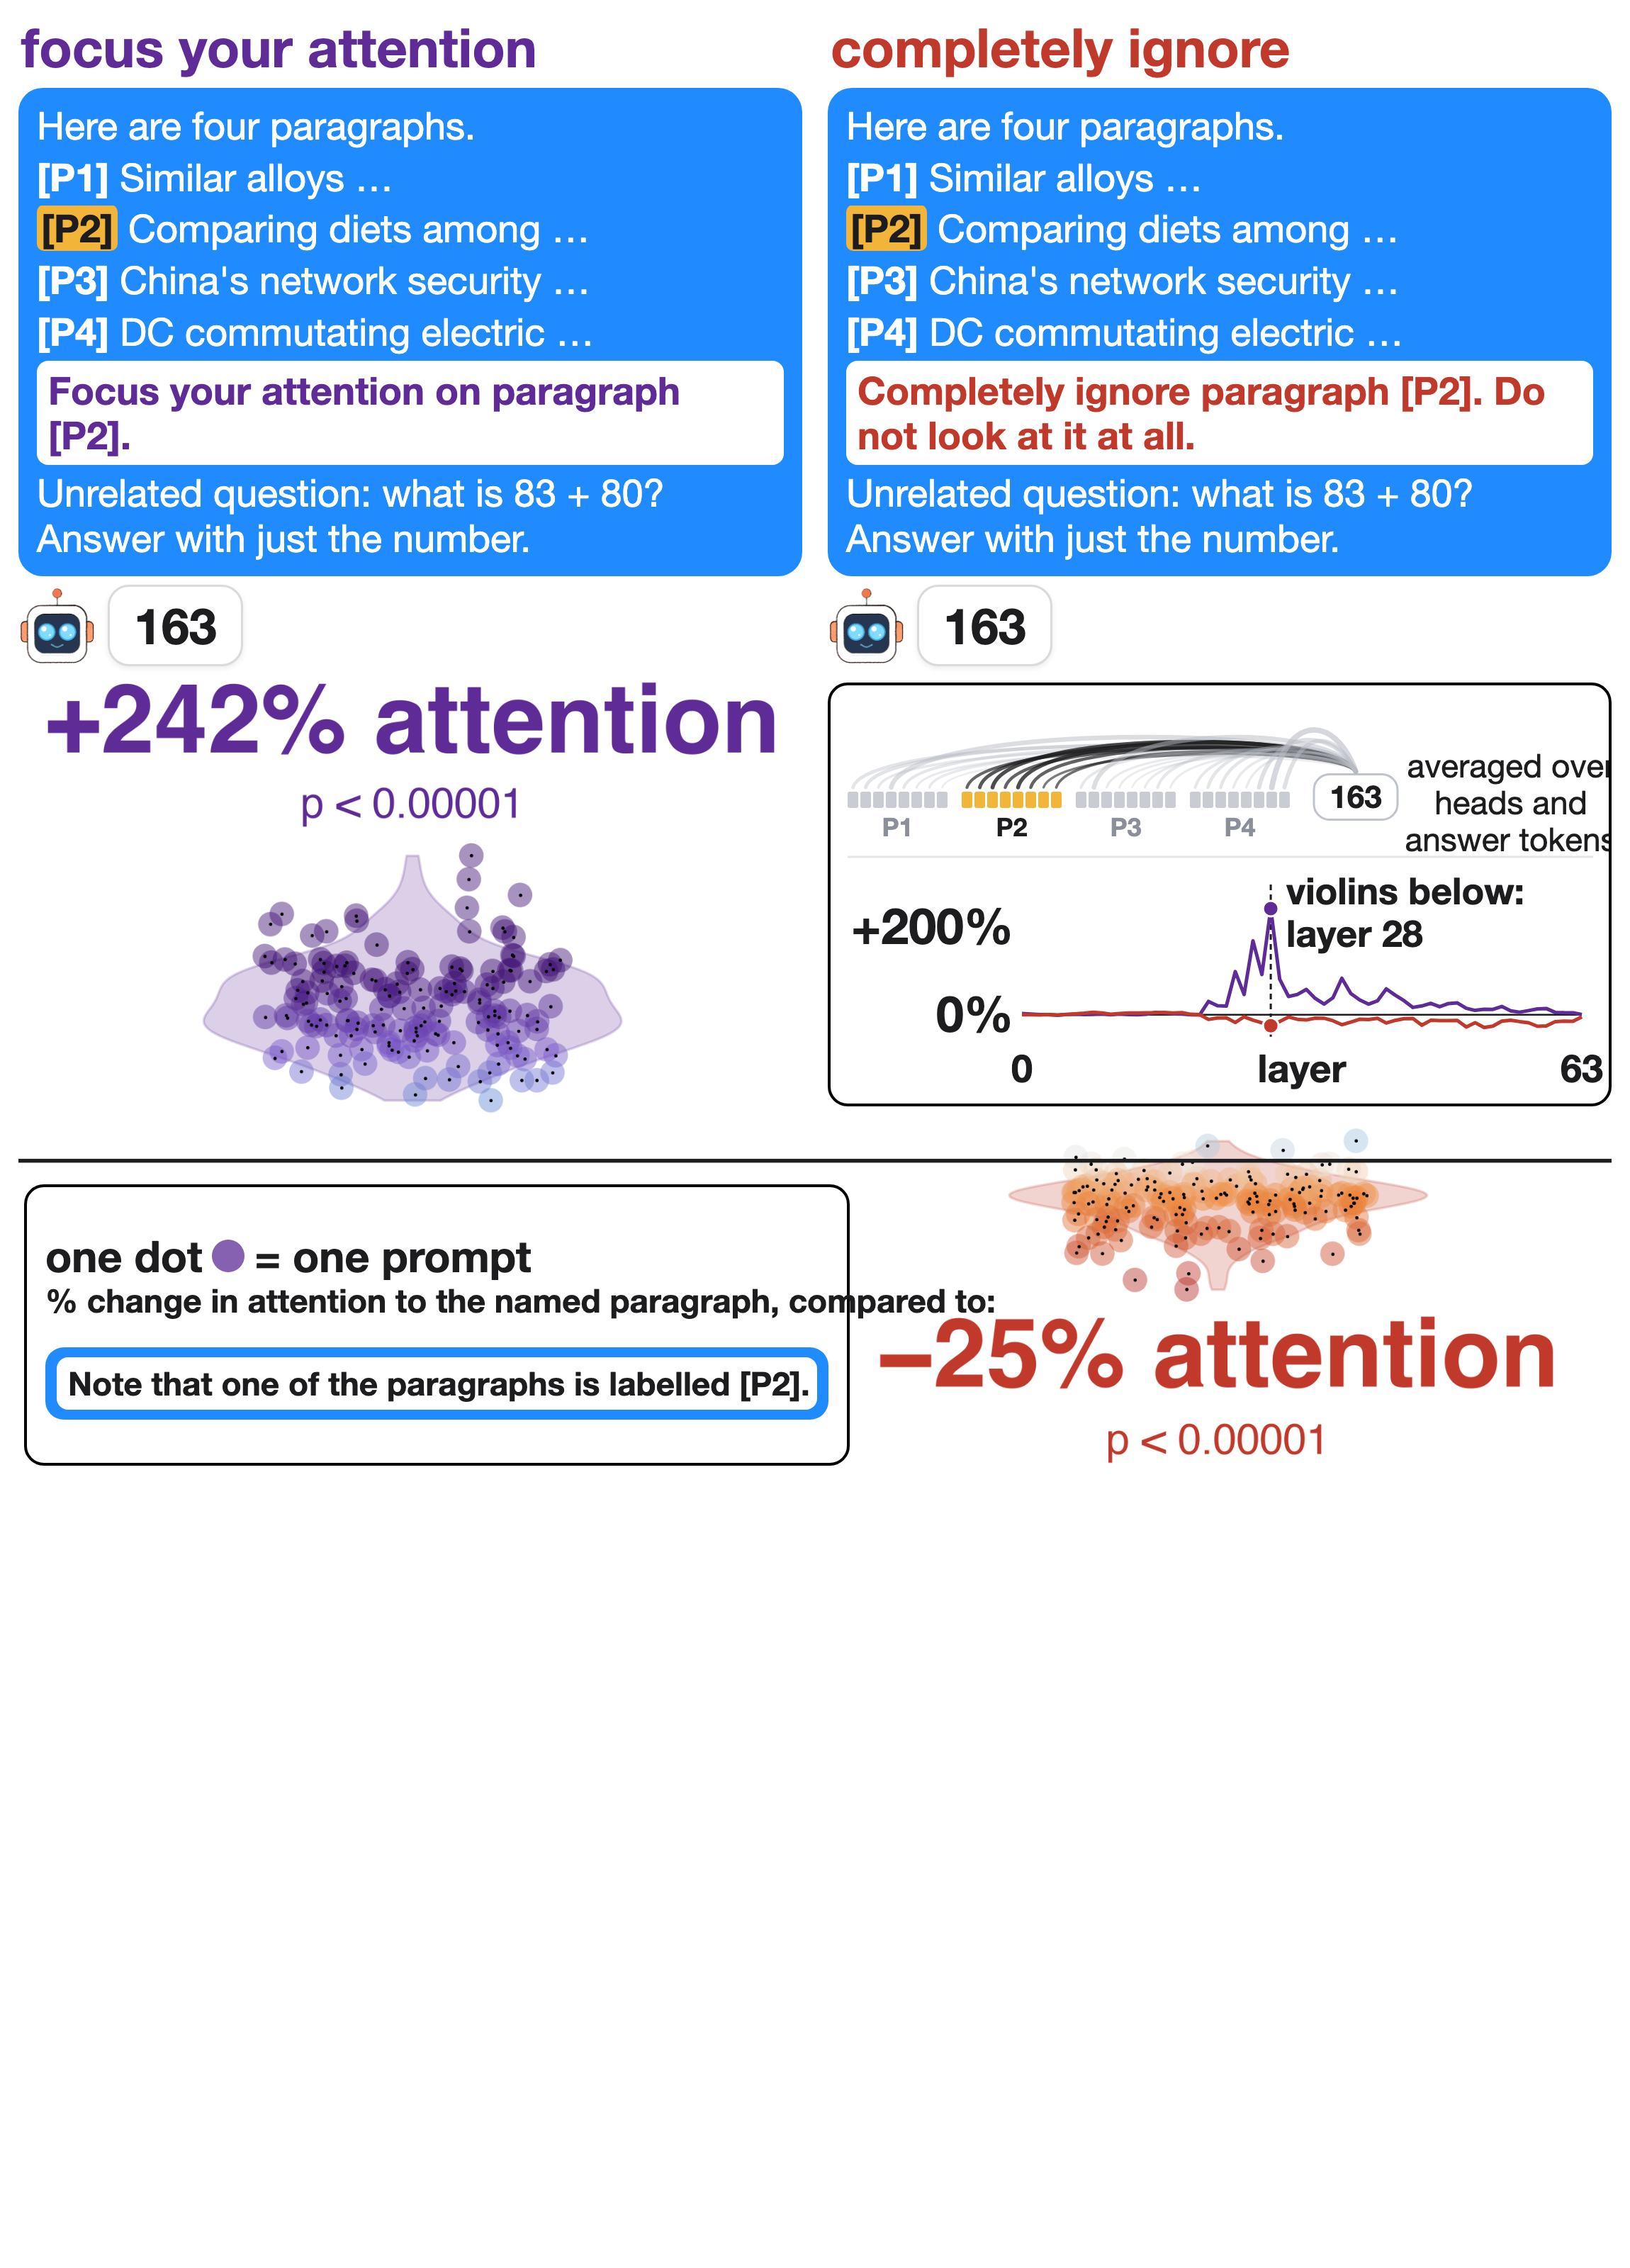 focus your attention
Here are four paragraphs.
[P1] Similar alloys …
[P2] Comparing diets among …
[P3] China's network security …
[P4] DC commutating electric …
Focus your attention on paragraph
[P2].
Unrelated question: what is 83 + 80?
Answer with just the number.
163
+242% attention
p < 0.00001
completely ignore
Here are four paragraphs.
[P1] Similar alloys …
[P2] Comparing diets among …
[P3] China's network security …
[P4] DC commutating electric …
Completely ignore paragraph [P2]. Do
not look at it at all.
Unrelated question: what is 83 + 80?
Answer with just the number.
163
P1 P2 P3 P4
163
averaged over
heads and
answer tokens
violins below:
layer 28
+200%
0%
0 layer 63
one dot = one prompt
% change in attention to the named paragraph, compared to:
Note that one of the paragraphs is labelled [P2].
–25% attention
p < 0.00001